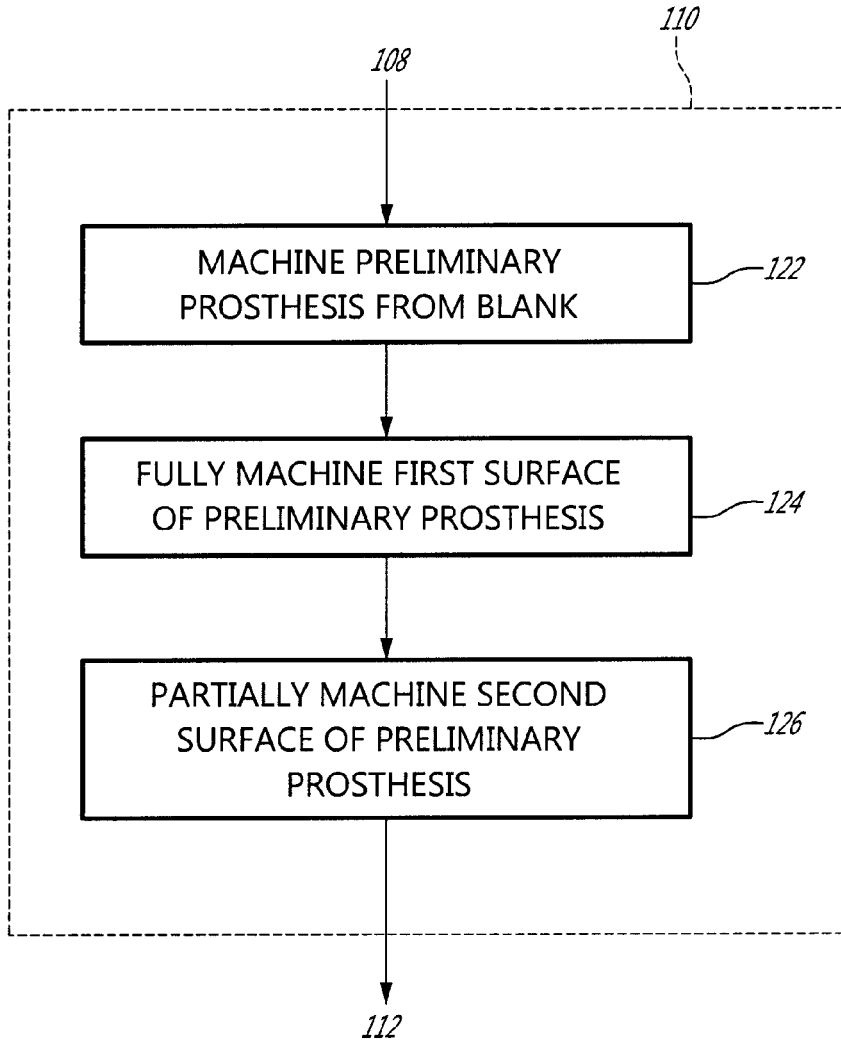 110
108
MACHINE PRELIMINARY
PROSTHESIS FROM BLANK
122
FULLY MACHINE FIRST SURFACE
OF PRELIMINARY PROSTHESIS
124
PARTIALLY MACHINE SECOND
SURFACE OF PRELIMINARY
PROSTHESIS
126
112